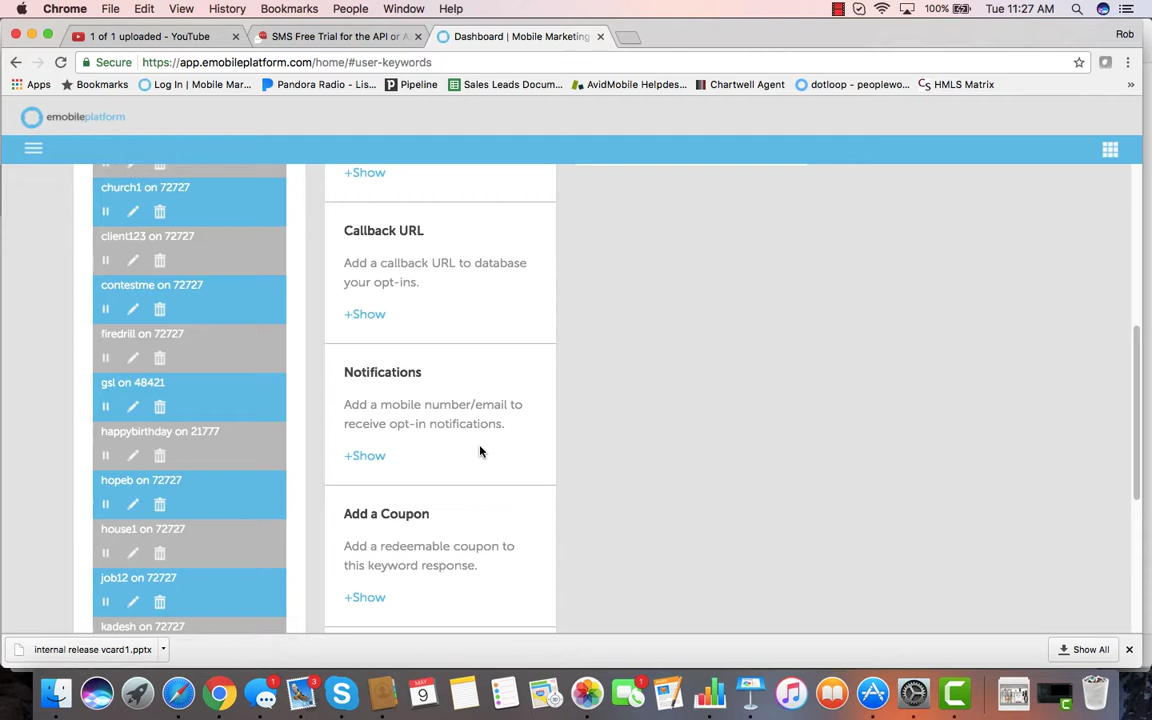 Chrome File Edit View History Bookmarks People Window Help 100% Tue 11:27 AM
1 of 1 uploaded - YouTube SMS Free Trial for the API or Dashboard | Mobile Marketing Rob
Secure https://app.emobileplatform.com/home/#user-keywords
Apps Bookmarks Log In | Mobile Mar... Pandora Radio - Lis... Pipeline Sales Leads Docum... AvidMobile Helpdes... Chartwell Agent dotloop - peoplewo... HMLS Matrix »
emobileplatform
church1 on 72727
client123 on 72727
contestme on 72727
firedrill on 72727
gsl on 48421
happybirthday on 21777
hopeb on 72727
house1 on 72727
job12 on 72727
kadesh on 72727
+Show
Callback URL
Add a callback URL to database
your opt-ins.
+Show
Notifications
Add a mobile number/email to
receive opt-in notifications.
+Show
Add a Coupon
Add a redeemable coupon to
this keyword response.
+Show
internal release vcard1.pptx Show All
1 3 MAY 9 1